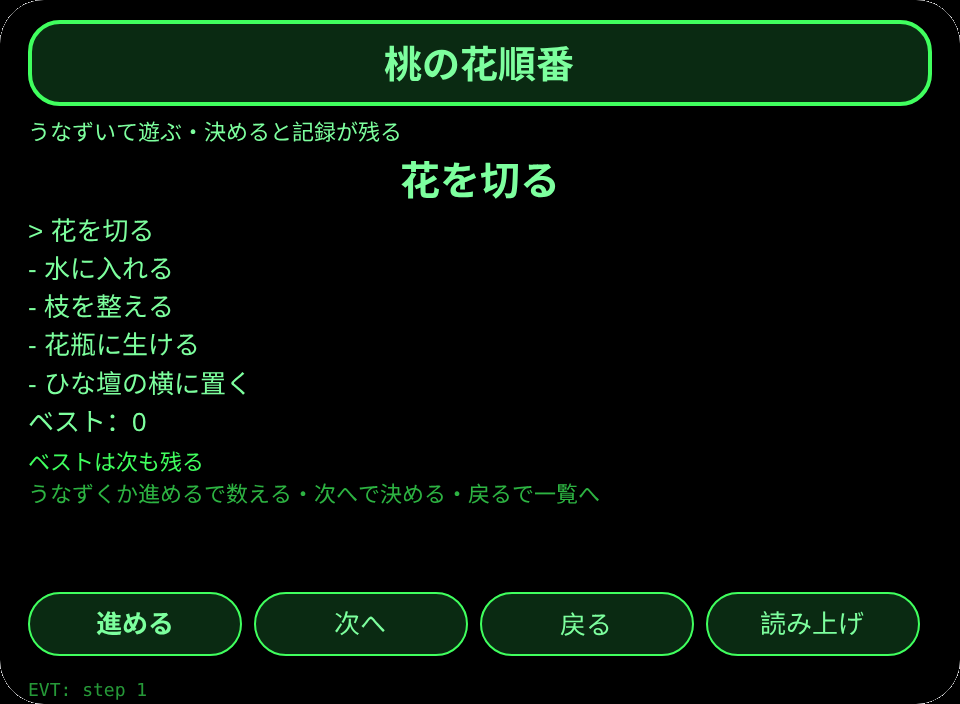 桃の花順番
うなずいて遊ぶ・決めると記録が残る
花を切る
> 花を切る
- 水に入れる
- 枝を整える
- 花瓶に生ける
- ひな壇の横に置く
ベスト: 0
ベストは次も残る
うなずくか進めるで数える・次へで決める・戻るで一覧へ
進める 次へ 戻る 読み上げ
EVT: step 1